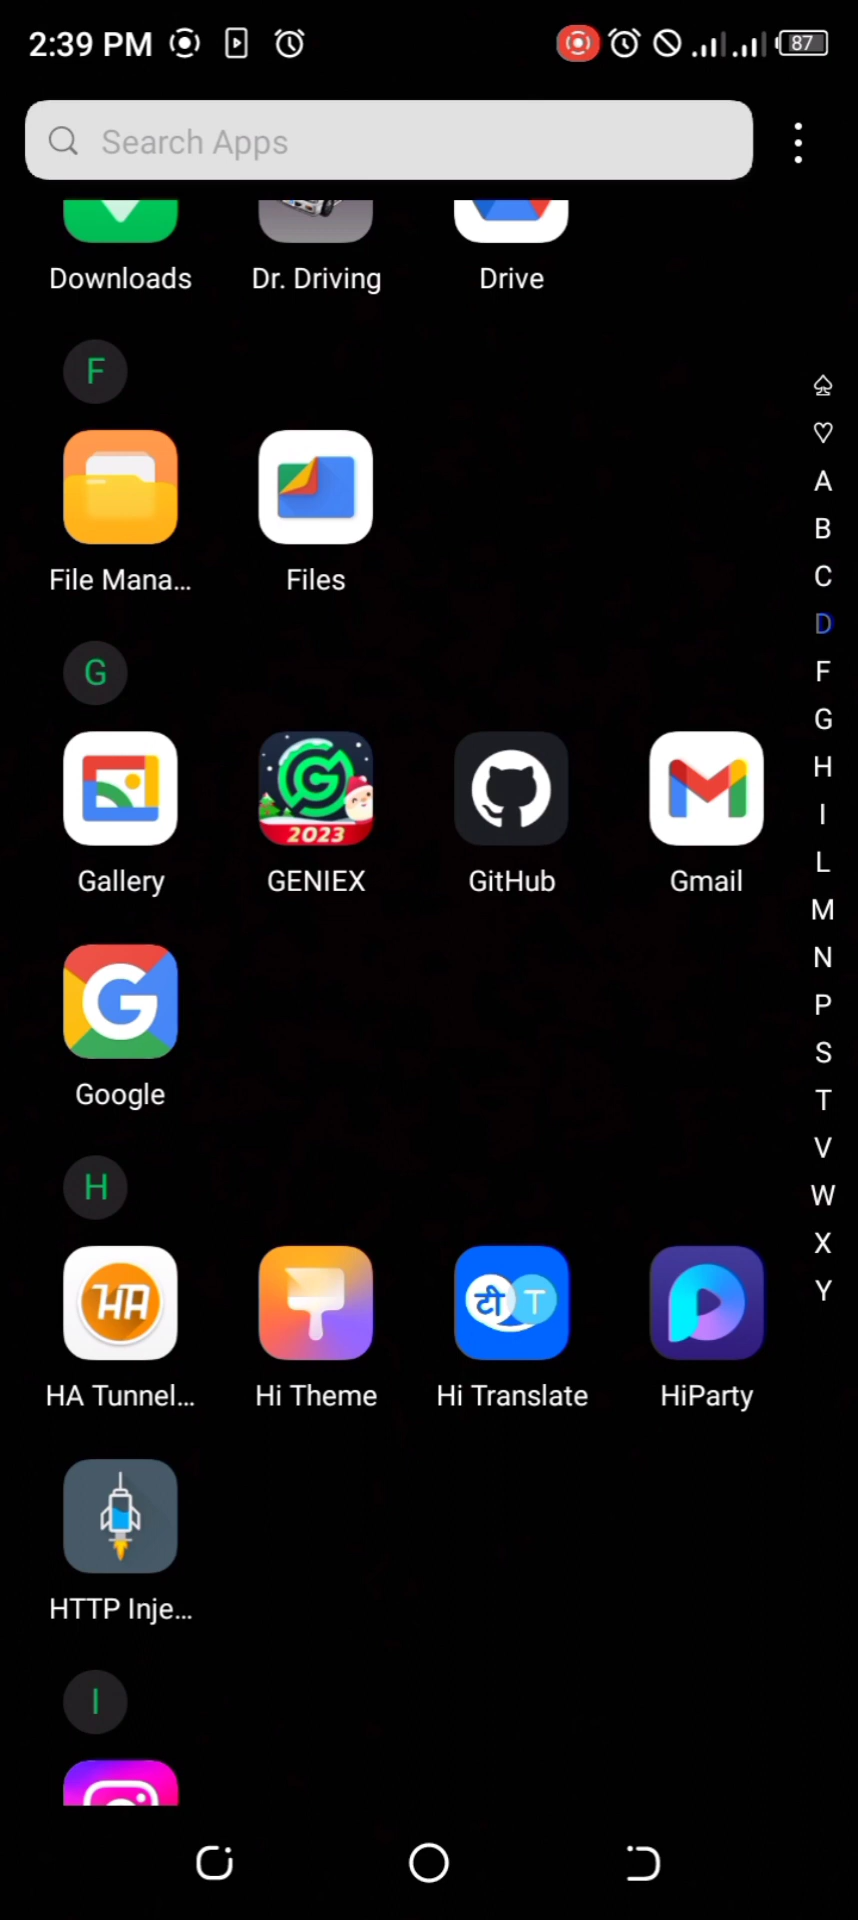 2:39 PM
87
Search Apps
Downloads Dr. Driving Drive
F
File Mana... Files
G
2023
Gallery GENIEX GitHub Gmail
G
Google
H
HA टी T
HA Tunnel... Hi Theme Hi Translate HiParty
HTTP Inje...
I
A
B
C
D
F
G
H
I
L
M
N
P
S
T
V
W
X
Y